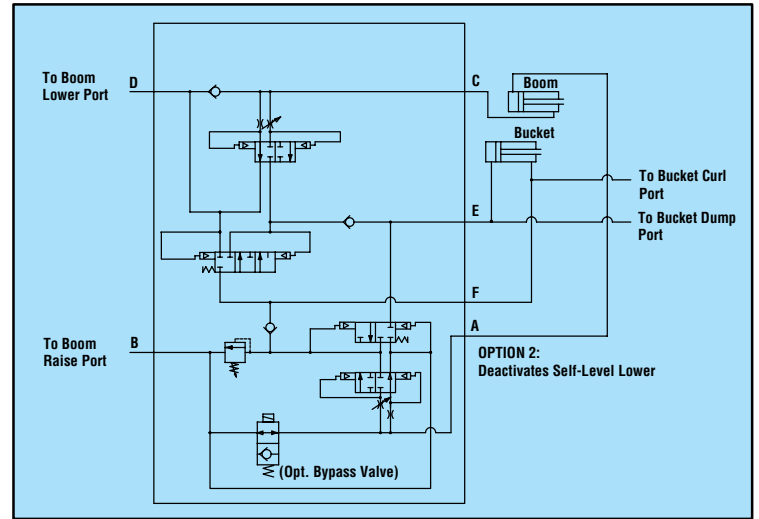 To Boom
Lower Port
D
C
Boom
Bucket
To Bucket Curl
Port
E
To Bucket Dump
Port
F
To Boom
Raise Port
B
A
OPTION 2:
Deactivates Self-Level Lower
(Opt. Bypass Valve)